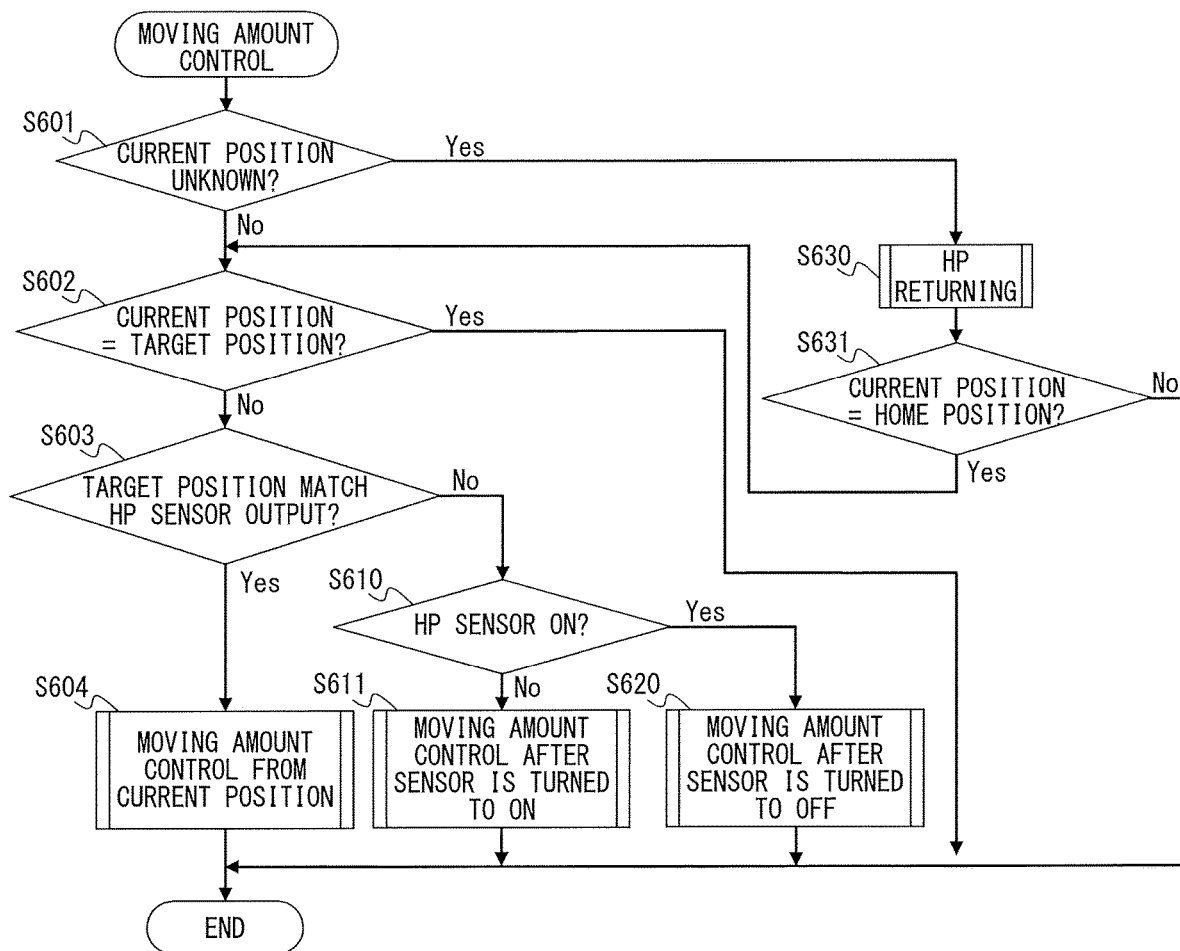 MOVING AMOUNT
CONTROL
S601
CURRENT POSITION
UNKNOWN?
Yes
No
S630
HP
RETURNING
S602
CURRENT POSITION
= TARGET POSITION?
Yes
No
S631
CURRENT POSITION
= HOME POSITION?
No
Yes
S603
TARGET POSITION MATCH
HP SENSOR OUTPUT?
No
Yes
S610
HP SENSOR ON?
Yes
No
S604
MOVING AMOUNT
CONTROL FROM
CURRENT POSITION
S611
MOVING AMOUNT
CONTROL AFTER
SENSOR IS TURNED
TO ON
S620
MOVING AMOUNT
CONTROL AFTER
SENSOR IS TURNED
TO OFF
END